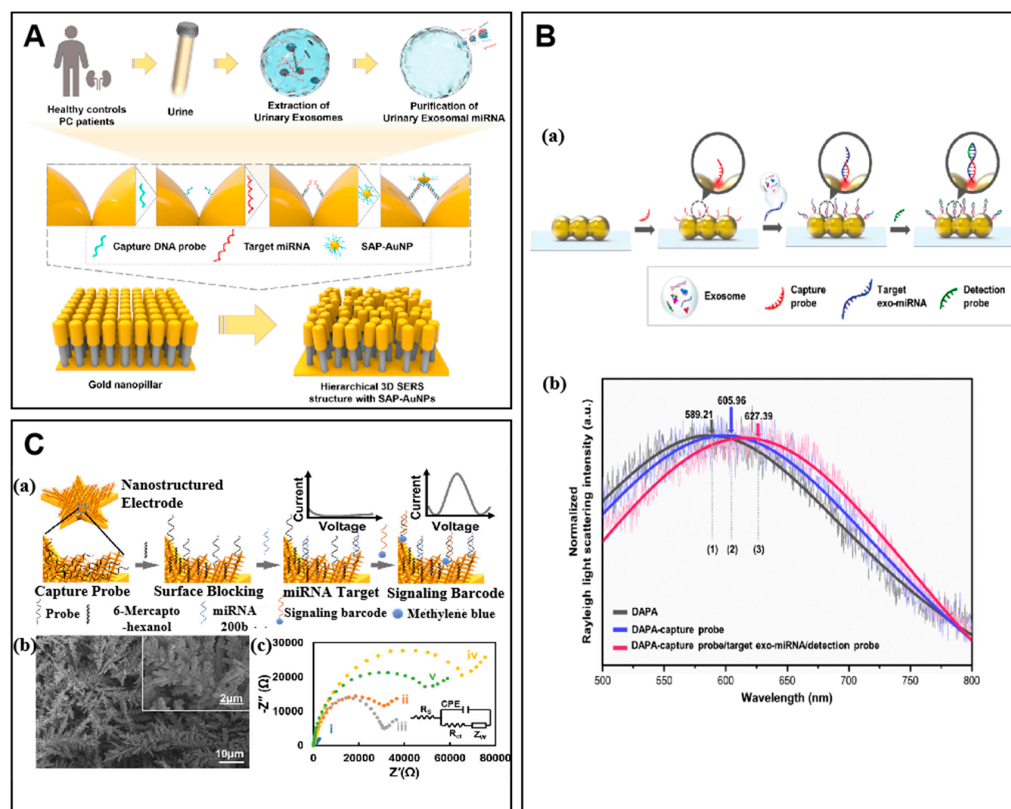 A
Healthy controls
PC patients
Urine
Extraction of
Urinary Exosomes
Purification of
Urinary Exosomal miRNA
Capture DNA probe
Target miRNA
SAP-AuNP
Gold nanopillar
Hierarchical 3D SERS
structure with SAP-AuNPs
B
(a)
Exosome
Capture
probe
Target
exo-miRNA
Detection
probe
(b)
Normalized
Rayleigh light scattering intensity (a.u.)
589.21
605.96
627.39
(1)
(2)
(3)
DAPA
DAPA-capture probe
DAPA-capture probe/target exo-miRNA/detection probe
500
550
600
650
700
750
800
Wavelength (nm)
C
(a)
Nanostructured
Electrode
Current
Voltage
Current
Voltage
Capture Probe
Surface Blocking
miRNA Target
Signaling Barcode
Probe
6-Mercapto
-hexanol
miRNA
200b
Signaling barcode
Methylene blue
(b)
2μm
10μm
(c)
-Z″ (Ω)
30000
20000
10000
0
i
ii
iii
iv
v
Rs
CPE
Rct
Zw
0
20000
40000
60000
80000
Z′(Ω)